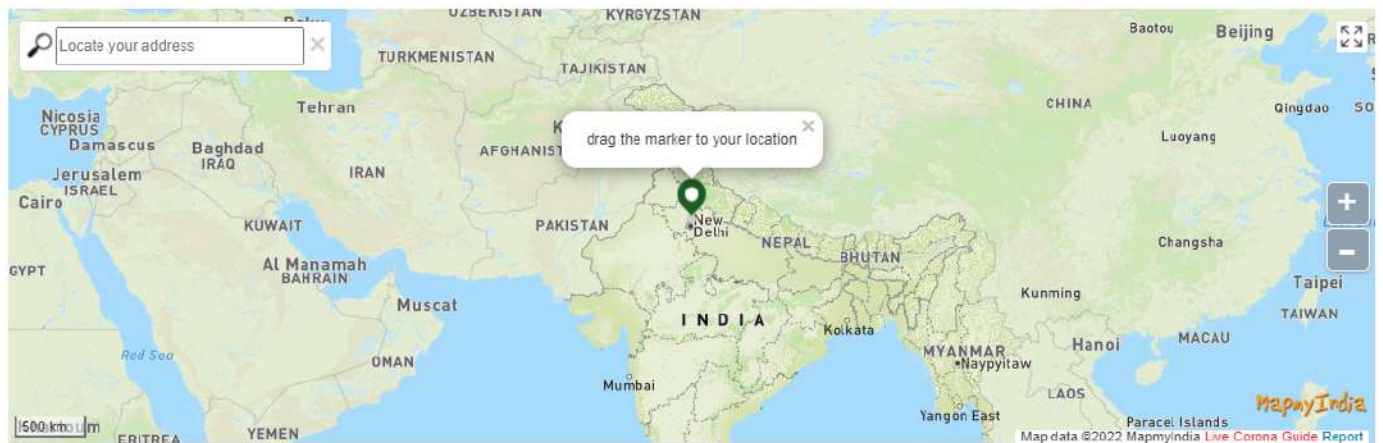 UZBEKISTAN
KYRGYZSTAN
Baotou
Beijing
Locate your address
TURKMENISTAN
TAJIKISTAN
Tehran
CHINA
Qingdao
SO
Nicosia
CYPRUS
Damascus
Baghdad
IRAQ
drag the marker to your location
Luoyang
AFGHANIST
IRAN
Jerusalem
ISRAEL
Cairo
KUWAIT
PAKISTAN
New
Delhi
NEPAL
BHUTAN
Changsha
GYPT
Al Manamah
BAHRAIN
Muscat
Kunming
Taipei
TAIWAN
INDIA
Kolkata
MACAU
Hanoi
Red Sea
OMAN
MYANMAR
Naypyitaw
Mumbai
LAOS
MapmyIndia
Yangon East
Paracel Islands
500 km
ERITREA
YEMEN
Map data ©2022 MapmyIndia Live Corona Guide Report